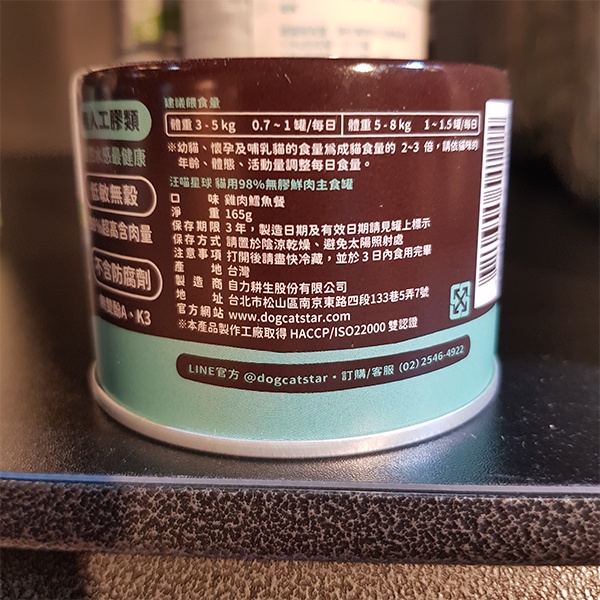 建議餵食量
體重 3 - 5 kg 0.7 ~ 1 罐/每日 體重 5 - 8 kg 1 ~ 1.5 罐/每日
※幼貓、懷孕及哺乳貓的食量為成貓食量的 2~3 倍，請依貓咪的
年齡、體態、活動量調整每日食量。
汪喵星球 貓用98%無膠鮮肉主食罐
口味 雞肉鱈魚餐
淨重 165g
保存期限 3 年，製造日期及有效日期請見罐上標示
保存方式 請置於陰涼乾燥、避免太陽照射處
注意事項 打開後請盡快冷藏，並於 3 日內食用完畢
產地 台灣
製造商 自力耕生股份有限公司
地址 台北市松山區南京東路四段133巷5弄7號
官方網站 www.dogcatstar.com
※本產品製作工廠取得 HACCP/ISO22000 雙認證
LINE官方 @dogcatstar・訂購/客服 (02) 2546-4922
人工膠類
水感最健康
低敏無穀
%超高含肉量
不含防腐劑
A、K3